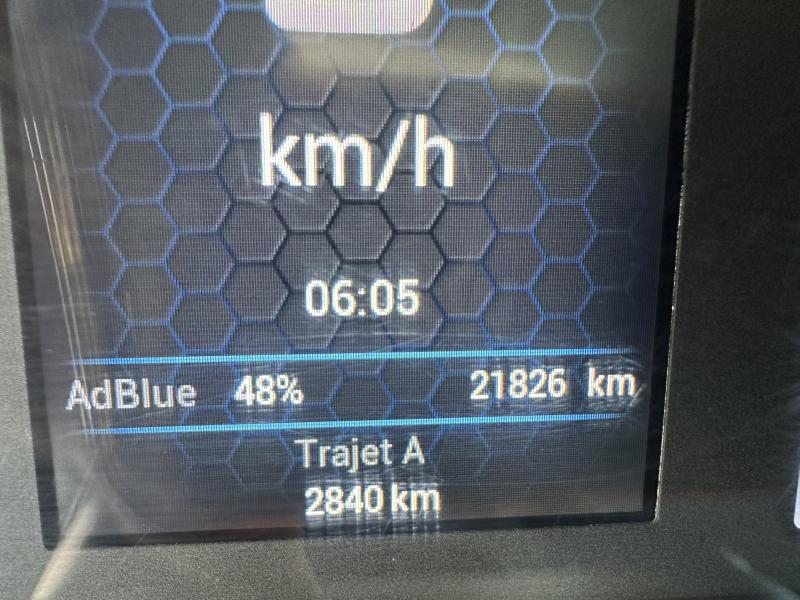 km/h
06:05
AdBlue 48% 21826 km
Trajet A
2840 km